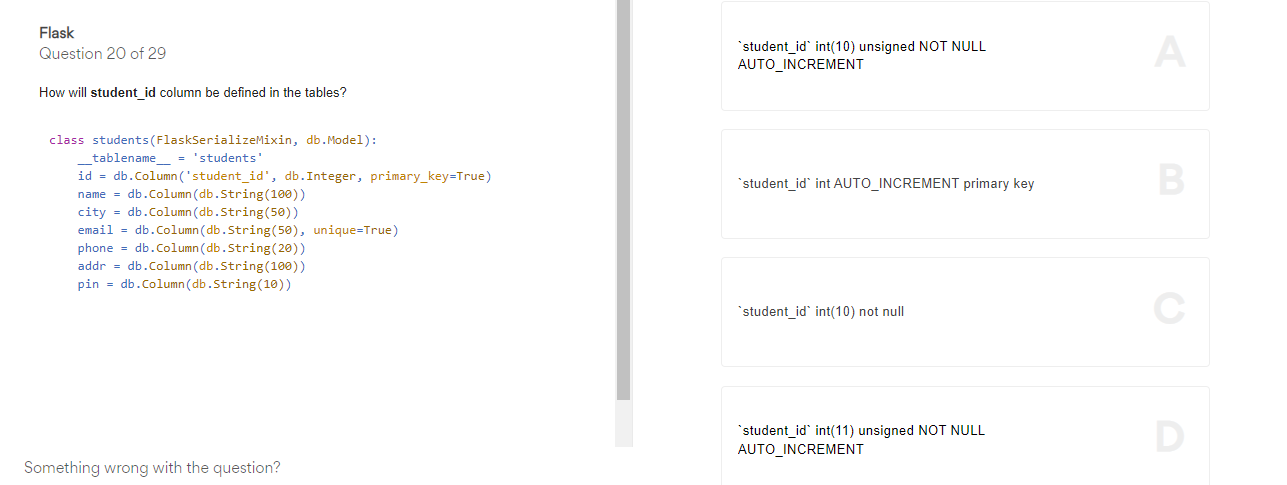 Flask
Question 20 of 29
How will student_id column be defined in the tables?
class students(FlaskSerializeMixin, db.Model):
    __tablename__ = 'students'
    id = db.Column('student_id', db.Integer, primary_key=True)
    name = db.Column(db.String(100))
    city = db.Column(db.String(50))
    email = db.Column(db.String(50), unique=True)
    phone = db.Column(db.String(20))
    addr = db.Column(db.String(100))
    pin = db.Column(db.String(10))
Something wrong with the question?
`student_id` int(10) unsigned NOT NULL
AUTO_INCREMENT
A
`student_id` int AUTO_INCREMENT primary key
B
`student_id` int(10) not null
C
`student_id` int(11) unsigned NOT NULL
AUTO_INCREMENT
D